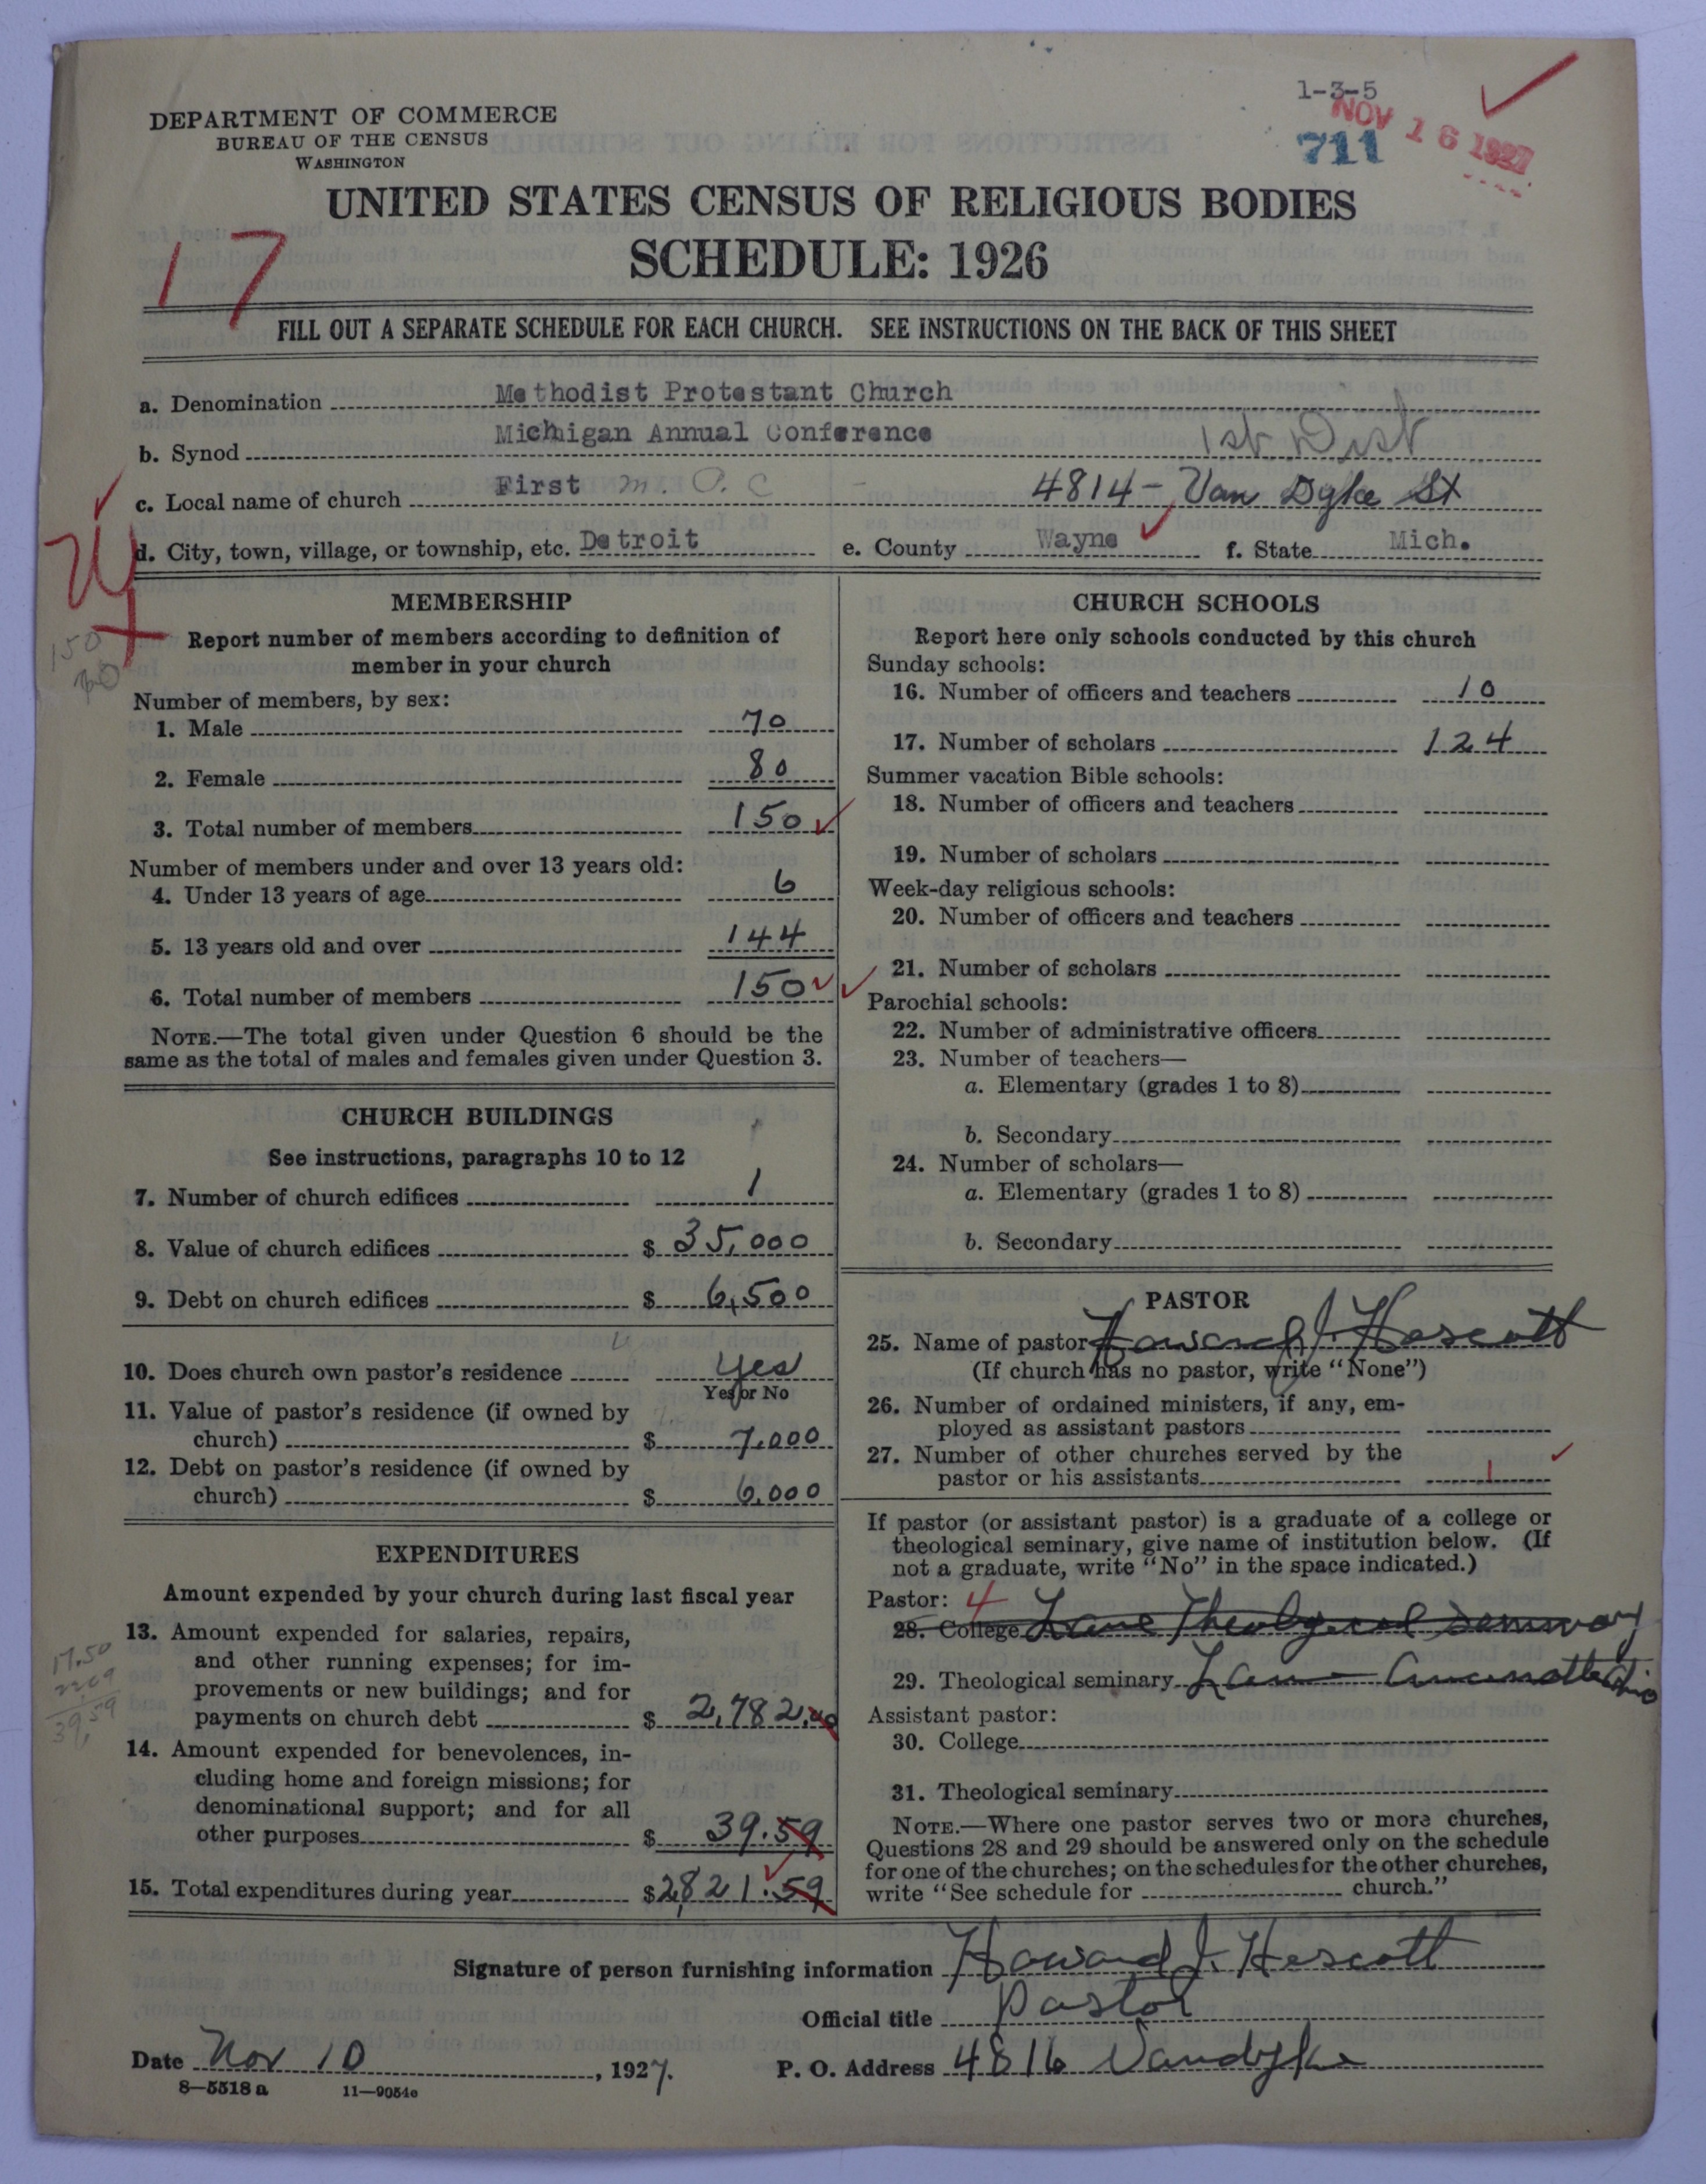 1-3-5
NOV 16 1927
711
DEPARTMENT OF COMMERCE
BUREAU OF THE CENSUS
WASHINGTON
UNITED STATES CENSUS OF RELIGIOUS BODIES
SCHEDULE: 1926
17
FILL OUT A SEPARATE SCHEDULE FOR EACH CHURCH. SEE INSTRUCTIONS ON THE BACK OF THIS SHEET
a. Denomination Methodist Protestant Church
b. Synod Michigan Annual Conference 1st Dist
c. Local name of church First M. P. C 4814 - Van Dyke St
d. City, town, village, or township, etc. Detroit e. County Wayne f. State Mich.
MEMBERSHIP
150
Report number of members according to definition of
member in your church
Number of members, by sex:
1. Male 70
2. Female 80
3. Total number of members 150
Number of members under and over 13 years old:
4. Under 13 years of age 6
5. 13 years old and over 144
6. Total number of members 150
NOTE.—The total given under Question 6 should be the
same as the total of males and females given under Question 3.
CHURCH BUILDINGS
See instructions, paragraphs 10 to 12
7. Number of church edifices 1
8. Value of church edifices $ 35,000
9. Debt on church edifices $ 6,500
10. Does church own pastor's residence Yes
Yes or No
11. Value of pastor's residence (if owned by
church) $ 7,000
12. Debt on pastor's residence (if owned by
church) $ 6,000
EXPENDITURES
Amount expended by your church during last fiscal year
13. Amount expended for salaries, repairs,
and other running expenses; for im-
provements or new buildings; and for
payments on church debt $ 2,782.
17.50
2209
39.59
14. Amount expended for benevolences, in-
cluding home and foreign missions; for
denominational support; and for all
other purposes $ 39.59
15. Total expenditures during year $2,821.59
CHURCH SCHOOLS
Report here only schools conducted by this church
Sunday schools:
16. Number of officers and teachers 10
17. Number of scholars 124
Summer vacation Bible schools:
18. Number of officers and teachers
19. Number of scholars
Week-day religious schools:
20. Number of officers and teachers
21. Number of scholars
Parochial schools:
22. Number of administrative officers
23. Number of teachers—
a. Elementary (grades 1 to 8)
b. Secondary
24. Number of scholars—
a. Elementary (grades 1 to 8)
b. Secondary
PASTOR
25. Name of pastor Howard J. Hescott
(If church has no pastor, write "None")
26. Number of ordained ministers, if any, em-
ployed as assistant pastors
27. Number of other churches served by the
pastor or his assistants 1
If pastor (or assistant pastor) is a graduate of a college or
theological seminary, give name of institution below. (If
not a graduate, write "No" in the space indicated.)
Pastor: 4
28. College Lane Theological Seminary
29. Theological seminary Lane Cincinnati Ohio
Assistant pastor:
30. College
31. Theological seminary
NOTE.—Where one pastor serves two or more churches,
Questions 28 and 29 should be answered only on the schedule
for one of the churches; on the schedules for the other churches,
write "See schedule for church."
Signature of person furnishing information Howard J. Hescott
Official title Pastor
Date Nov 10, 1927. P. O. Address 4816 Vandyke
8—5518 a 11—9054e